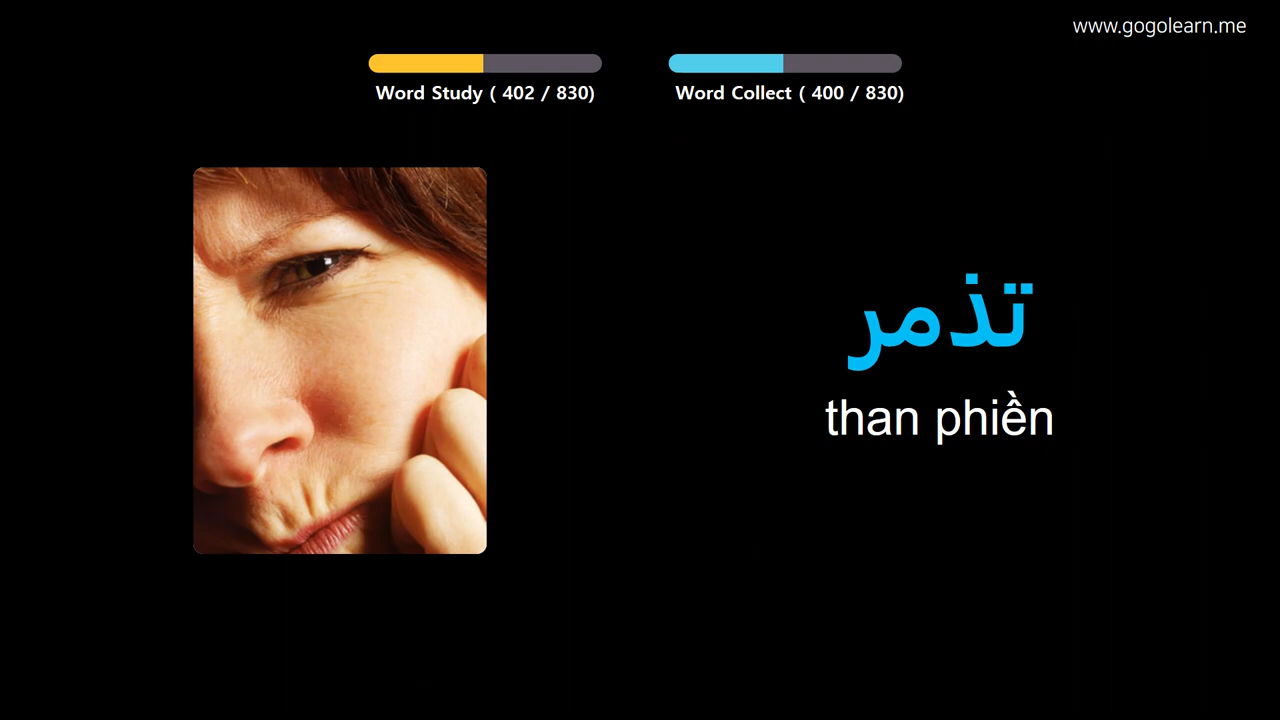 www.gogolearn.me
Word Study ( 402 / 830)
Word Collect ( 400 / 830)
تذمر
than phiền